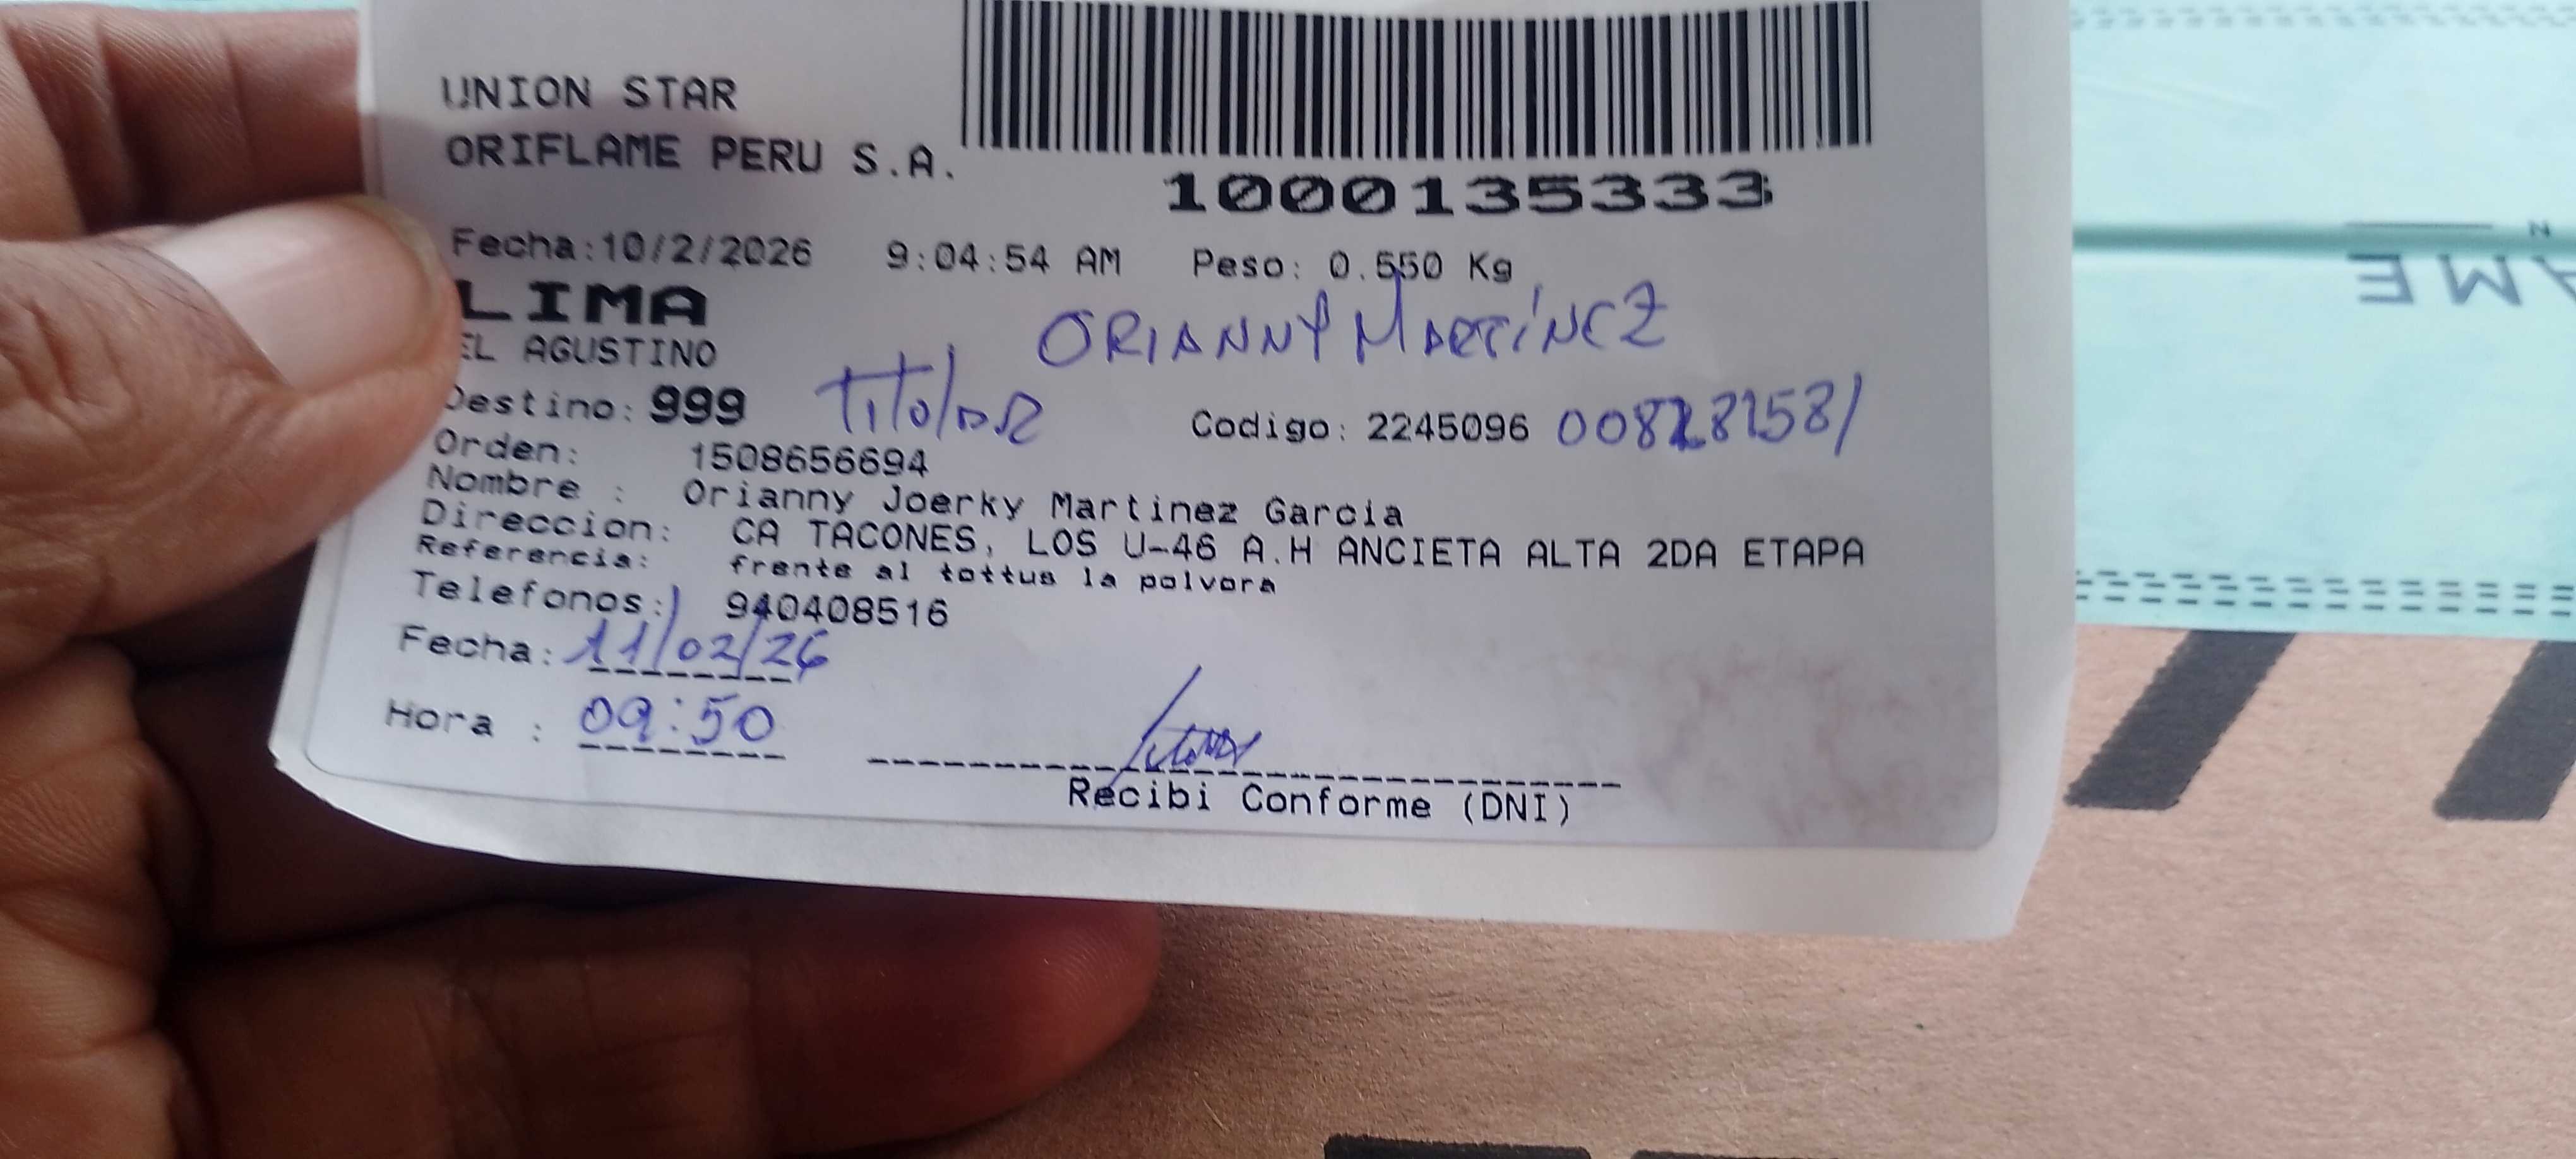 UNION STAR
ORIFLAME PERU S.A.
1000135333
Fecha:10/2/2026 9:04:54 AM Peso: 0.550 Kg
LIMA
EL AGUSTINO
ORIANNY MARTÍNEZ
Destino: 999 Titular Codigo: 2245096
Orden: 1508656694
Nombre : Orianny Joerky Martinez Garcia
Direccion: CA TACONES, LOS U-46 A.H ANCIETA ALTA 2DA ETAPA
Referencia: frente al tottus la polvora
Telefonos: 940408516
Fecha: 11/02/26
Hora : 09:50
Recibi Conforme (DNI)